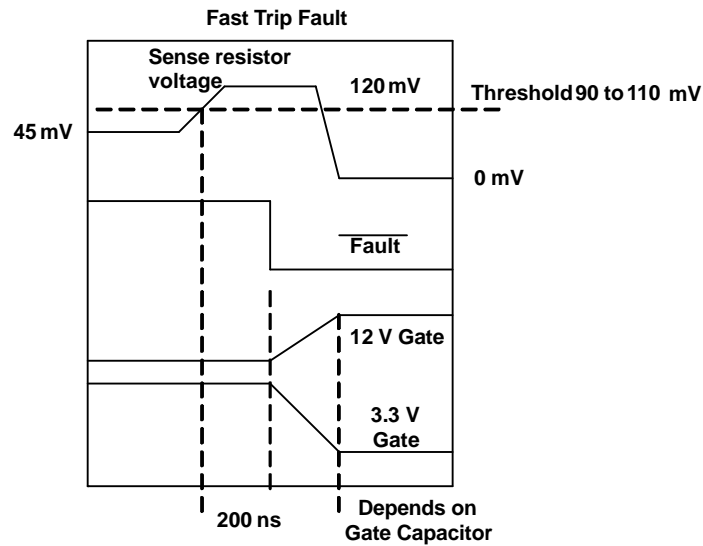 Fast Trip Fault
Sense resistor
voltage
120 mV
Threshold 90 to 110 mV
45 mV
0 mV
Fault
12 V Gate
3.3 V
Gate
200 ns
Depends on
Gate Capacitor